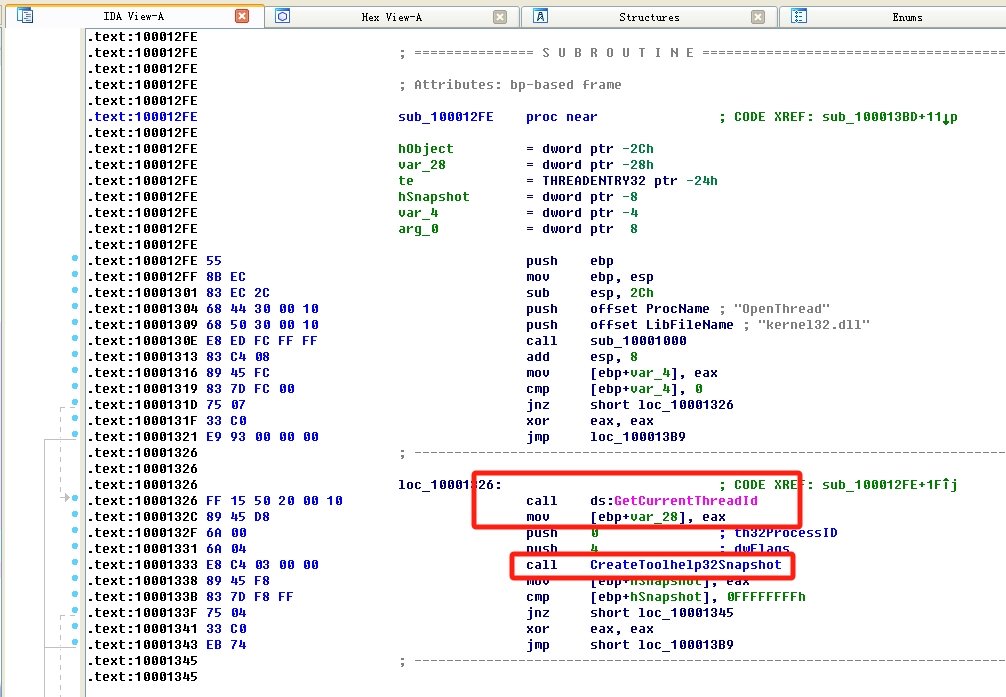 IDA View-A Hex View-A Structures Enums
.text:100012FE
.text:100012FE ; =============== S U B R O U T I N E =======================================
.text:100012FE
.text:100012FE ; Attributes: bp-based frame
.text:100012FE
.text:100012FE sub_100012FE proc near ; CODE XREF: sub_100013BD+11↓p
.text:100012FE
.text:100012FE hObject = dword ptr -2Ch
.text:100012FE var_28 = dword ptr -28h
.text:100012FE te = THREADENTRY32 ptr -24h
.text:100012FE hSnapshot = dword ptr -8
.text:100012FE var_4 = dword ptr -4
.text:100012FE arg_0 = dword ptr 8
.text:100012FE
.text:100012FE 55 push ebp
.text:100012FF 8B EC mov ebp, esp
.text:10001301 83 EC 2C sub esp, 2Ch
.text:10001304 68 44 30 00 10 push offset ProcName ; "OpenThread"
.text:10001309 68 50 30 00 10 push offset LibFileName ; "kernel32.dll"
.text:1000130E E8 ED FC FF FF call sub_10001000
.text:10001313 83 C4 08 add esp, 8
.text:10001316 89 45 FC mov [ebp+var_4], eax
.text:10001319 83 7D FC 00 cmp [ebp+var_4], 0
.text:1000131D 75 07 jnz short loc_10001326
.text:1000131F 33 C0 xor eax, eax
.text:10001321 E9 93 00 00 00 jmp loc_100013B9
.text:10001326 ; ---------------------------------------------------------------------------
.text:10001326
.text:10001326 loc_10001326: ; CODE XREF: sub_100012FE+1F↑j
.text:10001326 FF 15 50 20 00 10 call ds:GetCurrentThreadId
.text:1000132C 89 45 D8 mov [ebp+var_28], eax
.text:1000132F 6A 00 push 0 ; th32ProcessID
.text:10001331 6A 04 push 4 ; dwFlags
.text:10001333 E8 C4 03 00 00 call CreateToolhelp32Snapshot
.text:10001338 89 45 F8 mov [ebp+hSnapshot], eax
.text:1000133B 83 7D F8 FF cmp [ebp+hSnapshot], 0FFFFFFFFh
.text:1000133F 75 04 jnz short loc_10001345
.text:10001341 33 C0 xor eax, eax
.text:10001343 EB 74 jmp short loc_100013B9
.text:10001345 ; ---------------------------------------------------------------------------
.text:10001345